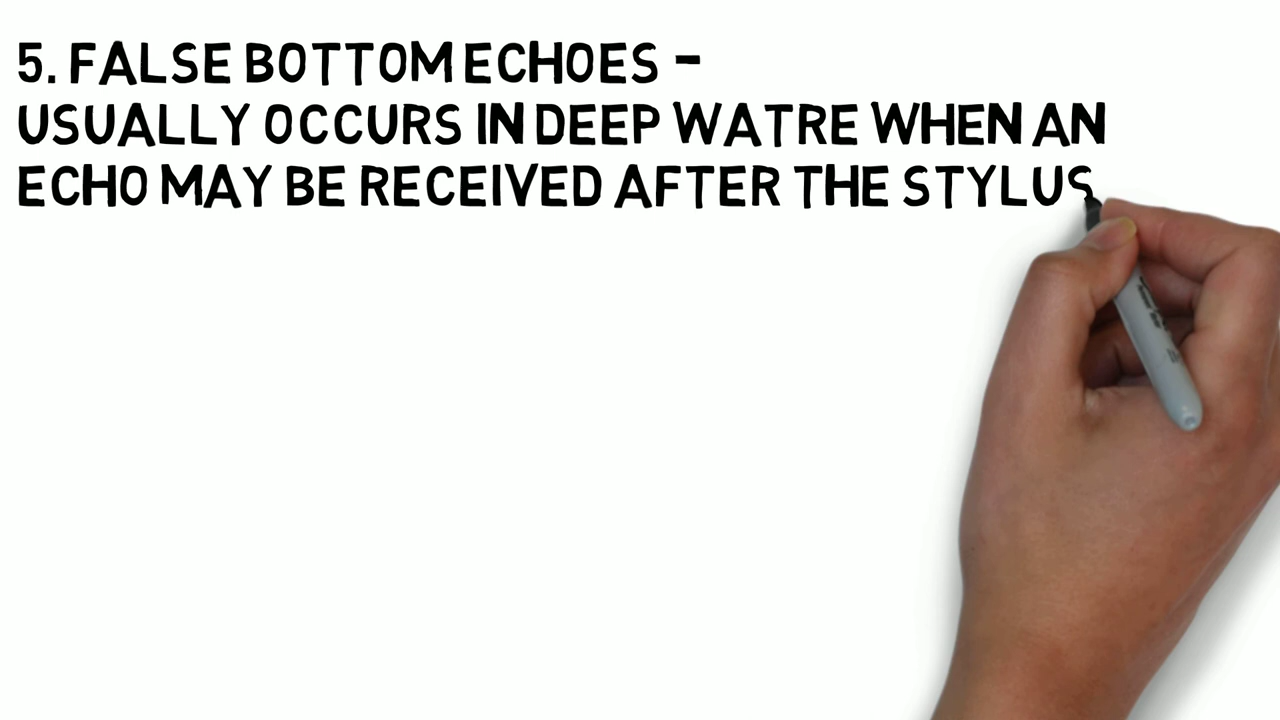 5. FALSE BOTTOM ECHOES -
USUALLY OCCURS IN DEEP WATRE WHEN AN
ECHO MAY BE RECEIVED AFTER THE STYLUS